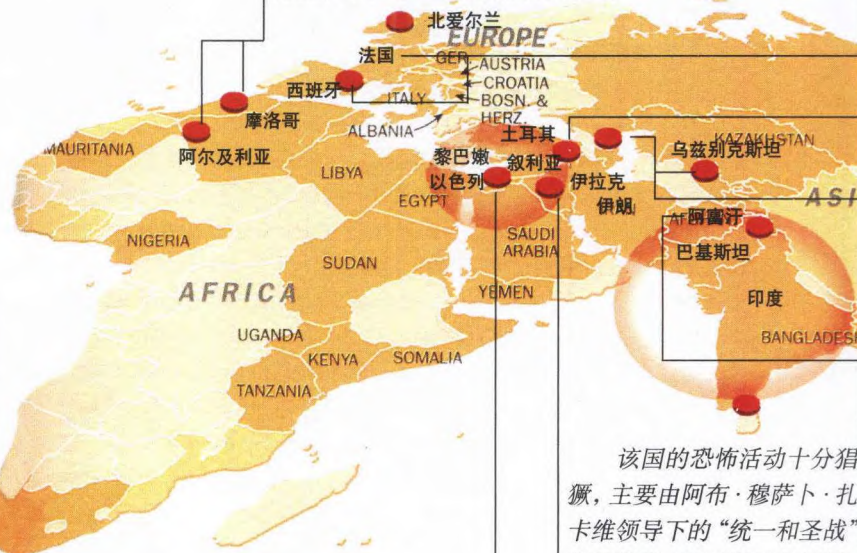 北爱尔兰
EUROPE
法国
GER.
AUSTRIA
CROATIA
西班牙
ITALY
BOSN. &
HERZ.
摩洛哥
ALBANIA
土耳其
MAURITANIA
阿尔及利亚
黎巴嫩
叙利亚
乌兹别克斯坦
KAZAKHSTAN
LIBYA
以色列
伊拉克
EGYPT
伊朗
ASI
阿富汗
NIGERIA
SAUDI
ARABIA
巴基斯坦
SUDAN
AFRICA
YEMEN
印度
UGANDA
BANGLADESH
KENYA
SOMALIA
TANZANIA
该国的恐怖活动十分猖
獗，主要由阿布·穆萨卜·扎
卡维领导下的“统一和圣战”